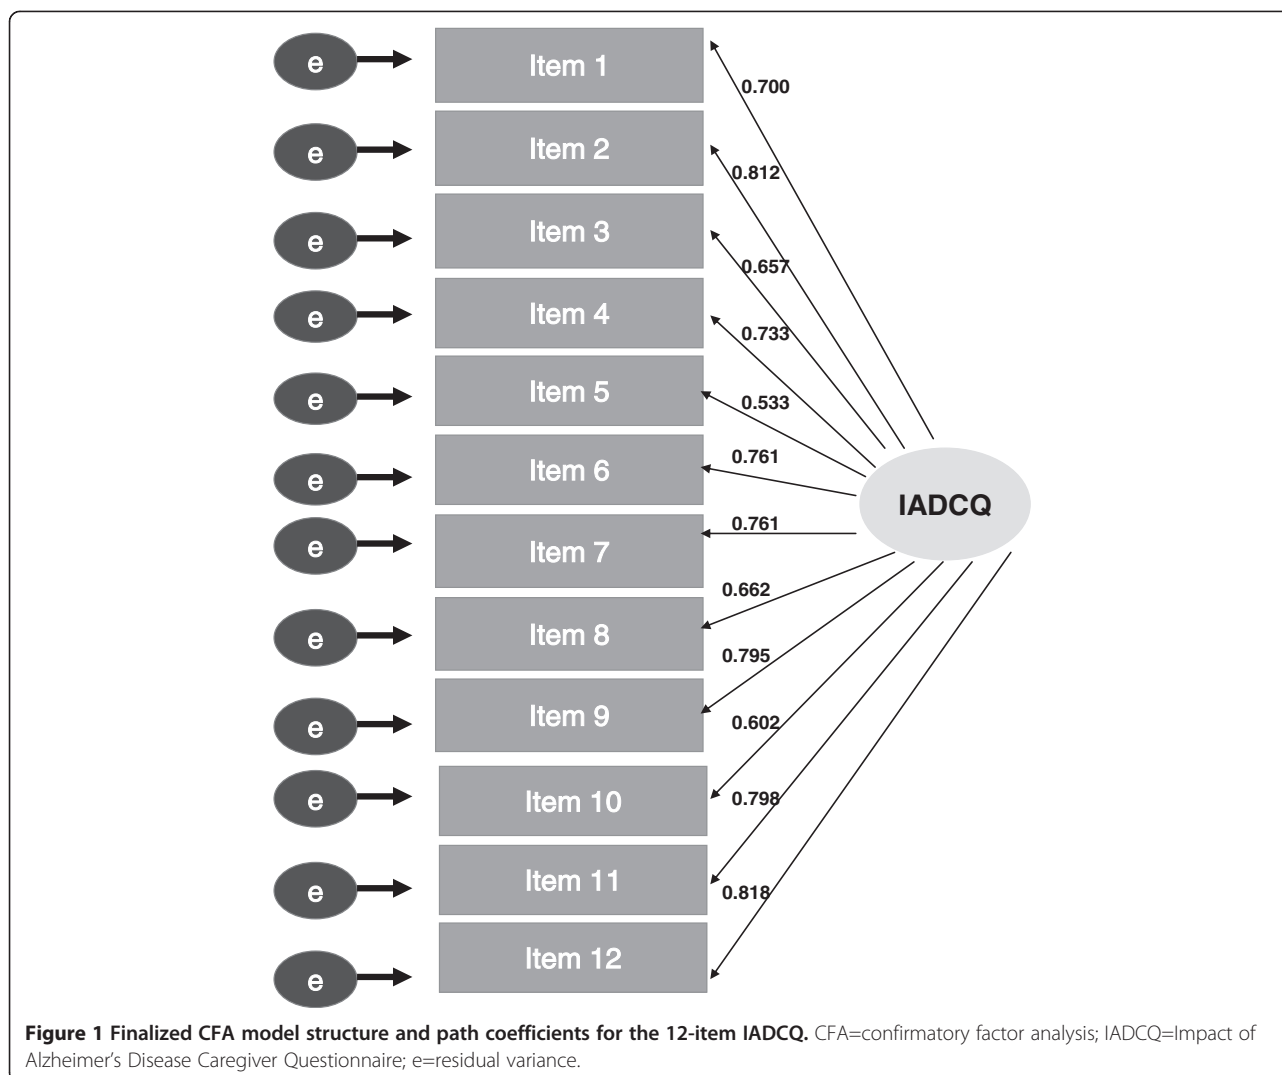 e
Item 1
0.700
e
Item 2
0.812
e
Item 3
0.657
e
Item 4
0.733
e
Item 5
0.533
e
Item 6
0.761
IADCQ
e
Item 7
0.761
e
Item 8
0.662
e
Item 9
0.795
e
Item 10
0.602
e
Item 11
0.798
e
Item 12
0.818
Figure 1 Finalized CFA model structure and path coefficients for the 12-item IADCQ. CFA=confirmatory factor analysis; IADCQ=Impact of
Alzheimer's Disease Caregiver Questionnaire; e=residual variance.